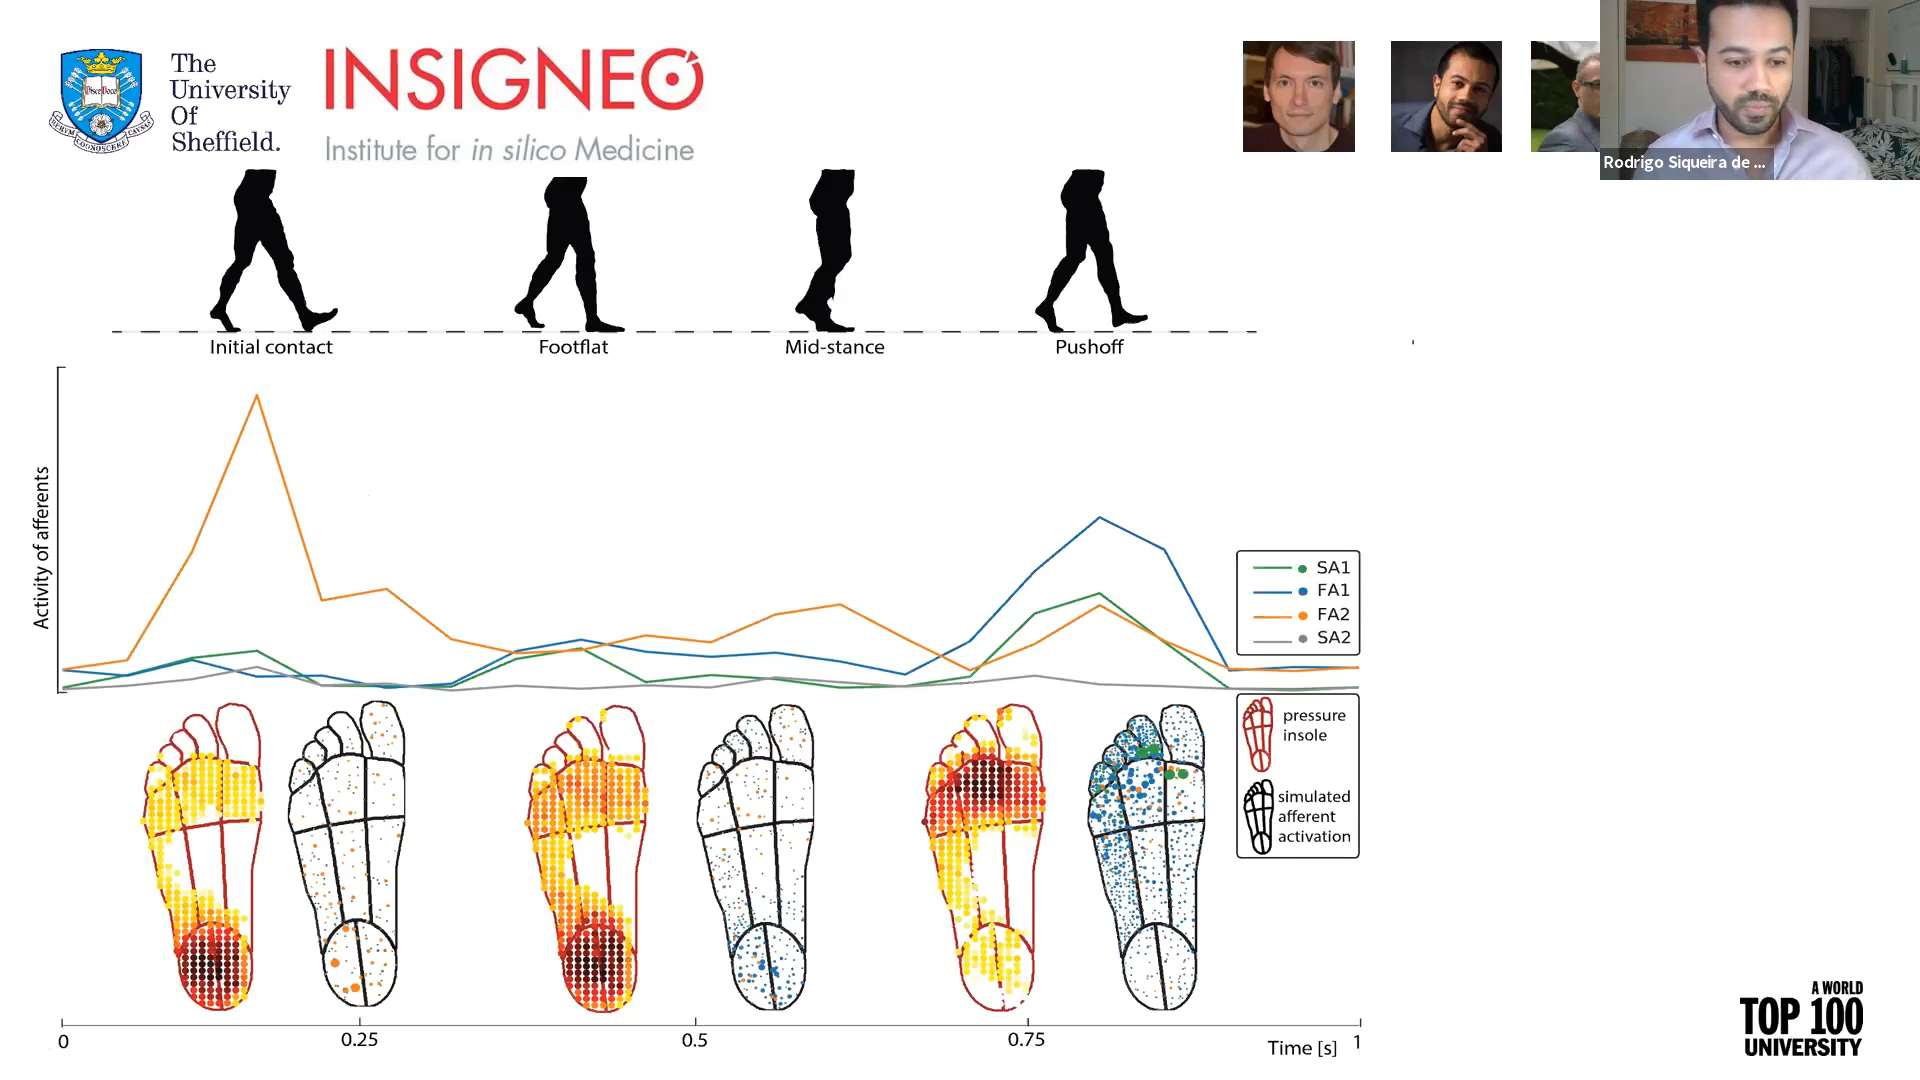 The
University
Of
Sheffield.
INSIGNEO
Institute for in silico Medicine
Rodrigo Siqueira de ...
Initial contact
Footflat
Mid-stance
Pushoff
Activity of afferents
SA1
FA1
FA2
SA2
pressure
insole
simulated
afferent
activation
0
0.25
0.5
0.75
Time [s]
1
A WORLD
TOP 100
UNIVERSITY